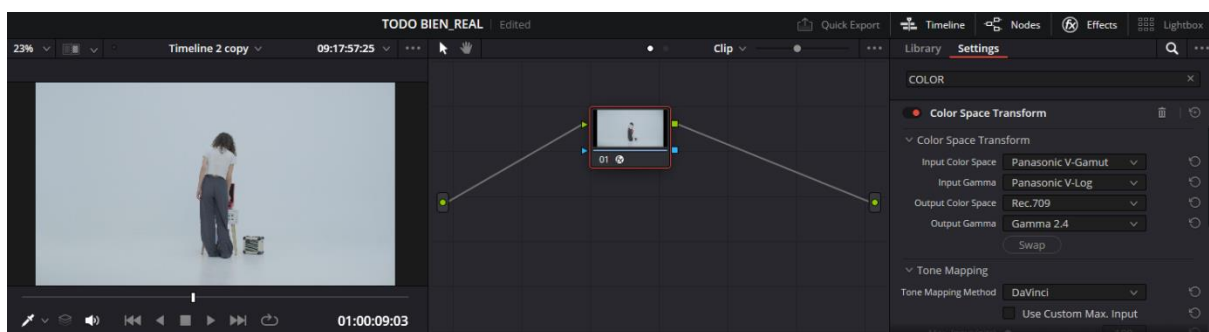 TODO BIEN_REAL Edited Quick Export Timeline Nodes fx Effects Lightbox
23% Timeline 2 copy 09:17:57:25 Clip Library Settings
COLOR
Color Space Transform
Color Space Transform
Input Color Space Panasonic V-Gamut
Input Gamma Panasonic V-Log
Output Color Space Rec.709
Output Gamma Gamma 2.4
Swap
Tone Mapping
Tone Mapping Method DaVinci
Use Custom Max. Input
01
01:00:09:03